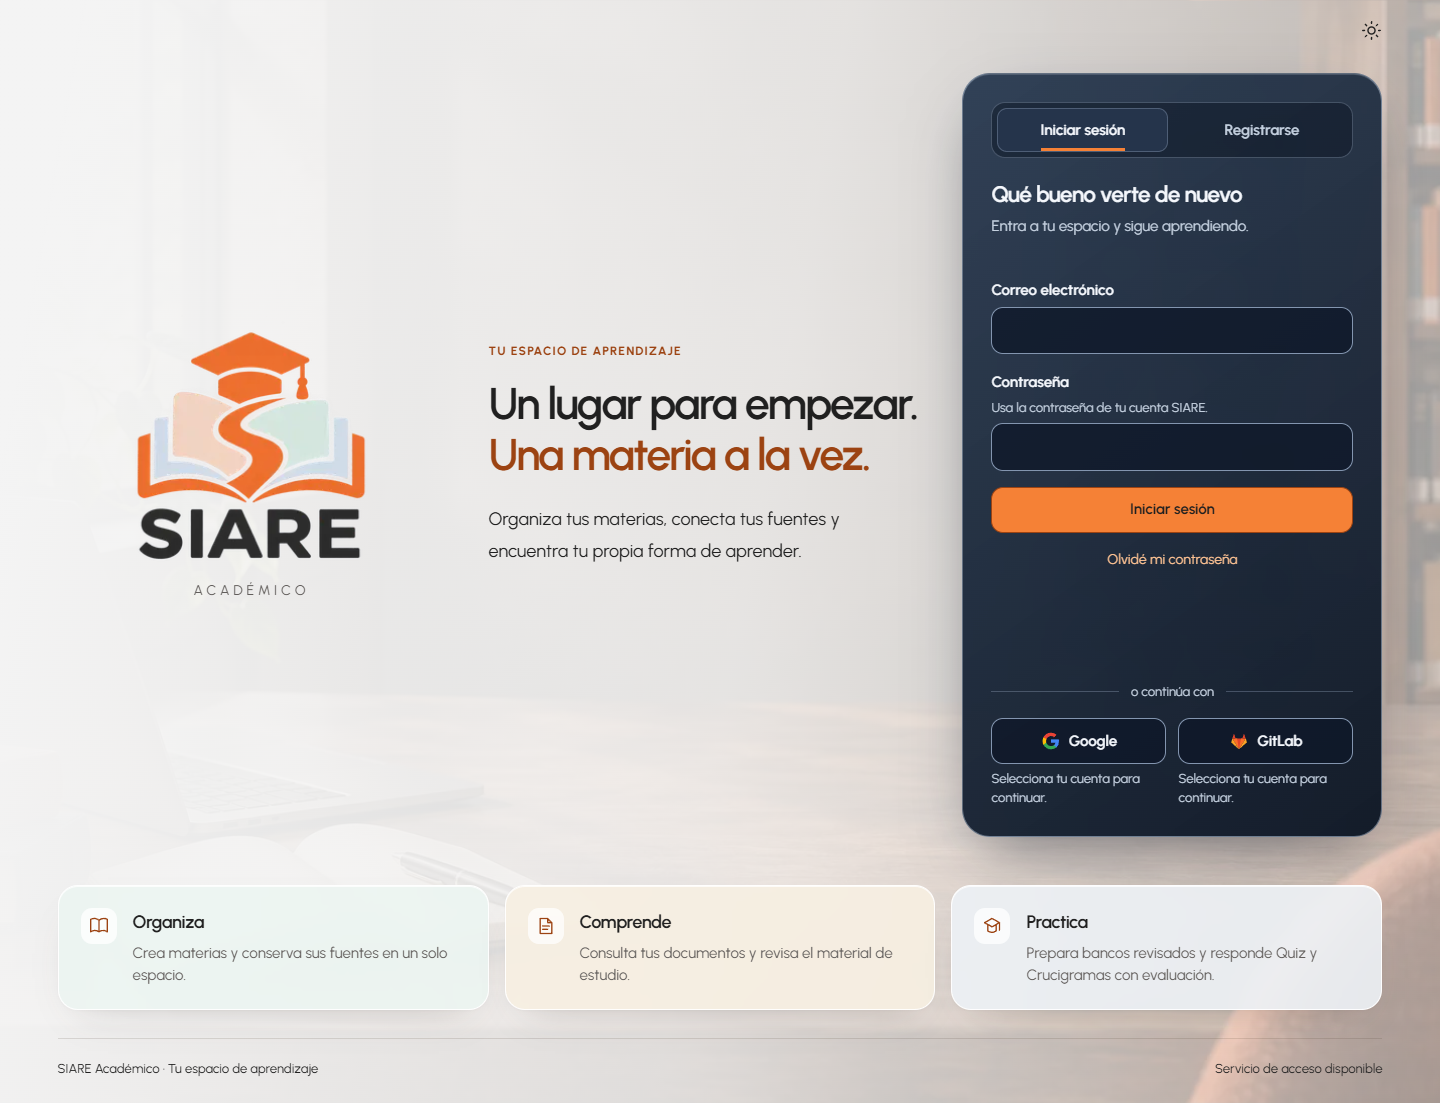 Iniciar sesión
Registrarse
Qué bueno verte de nuevo
Entra a tu espacio y sigue aprendiendo.
Correo electrónico
Contraseña
Usa la contraseña de tu cuenta SIARE.
Iniciar sesión
Olvidé mi contraseña
o continúa con
Google
GitLab
Selecciona tu cuenta para
continuar.
Selecciona tu cuenta para
continuar.
SIARE
ACADÉMICO
TU ESPACIO DE APRENDIZAJE
Un lugar para empezar.
Una materia a la vez.
Organiza tus materias, conecta tus fuentes y
encuentra tu propia forma de aprender.
Organiza
Crea materias y conserva sus fuentes en un solo
espacio.
Comprende
Consulta tus documentos y revisa el material de
estudio.
Practica
Prepara bancos revisados y responde Quiz y
Crucigramas con evaluación.
SIARE Académico · Tu espacio de aprendizaje
Servicio de acceso disponible